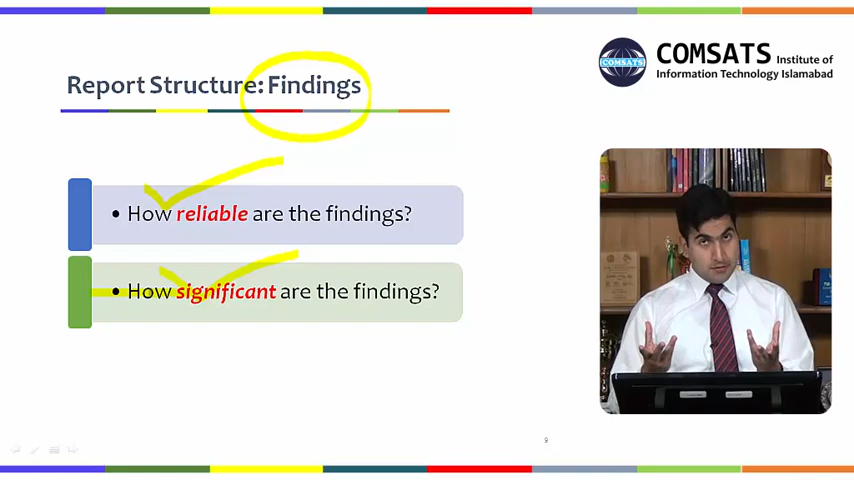 Report Structure: Findings
COMSATS Institute of
Information Technology Islamabad
COMSATS
• How reliable are the findings?
• How significant are the findings?
9